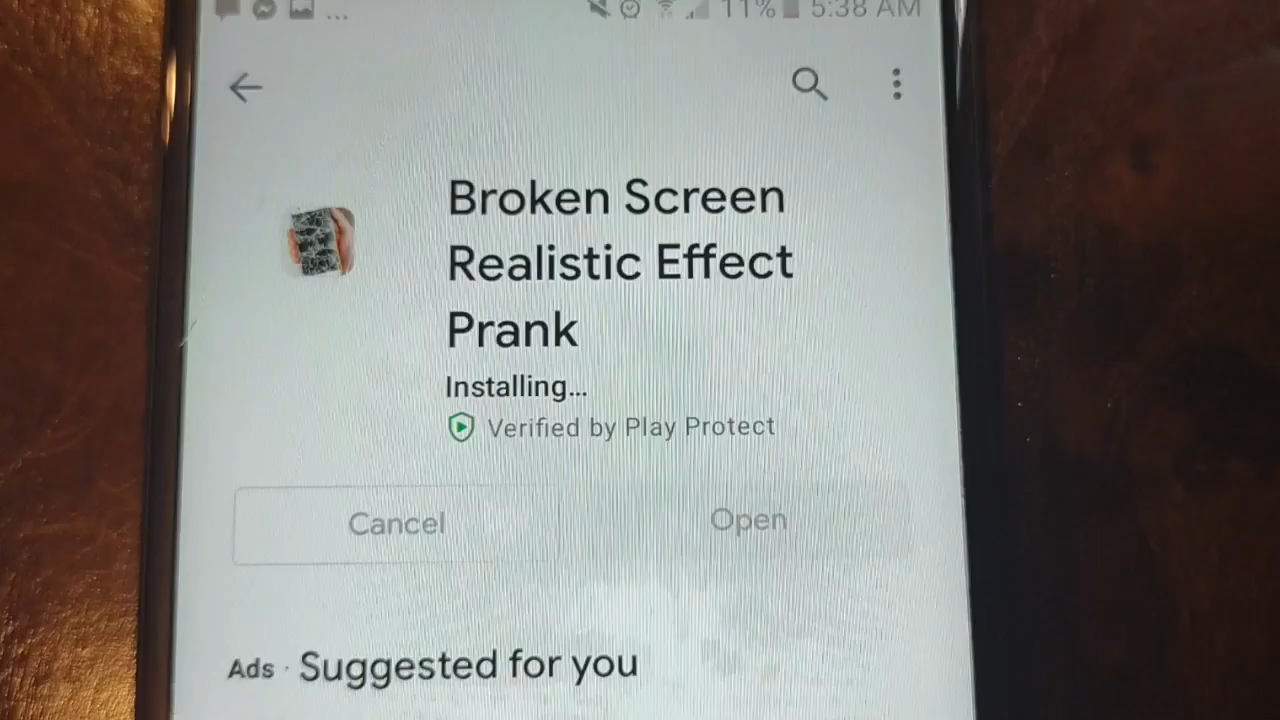 ... 11% 5:38 AM
Broken Screen
Realistic Effect
Prank
Installing...
Verified by Play Protect
Cancel Open
Ads · Suggested for you